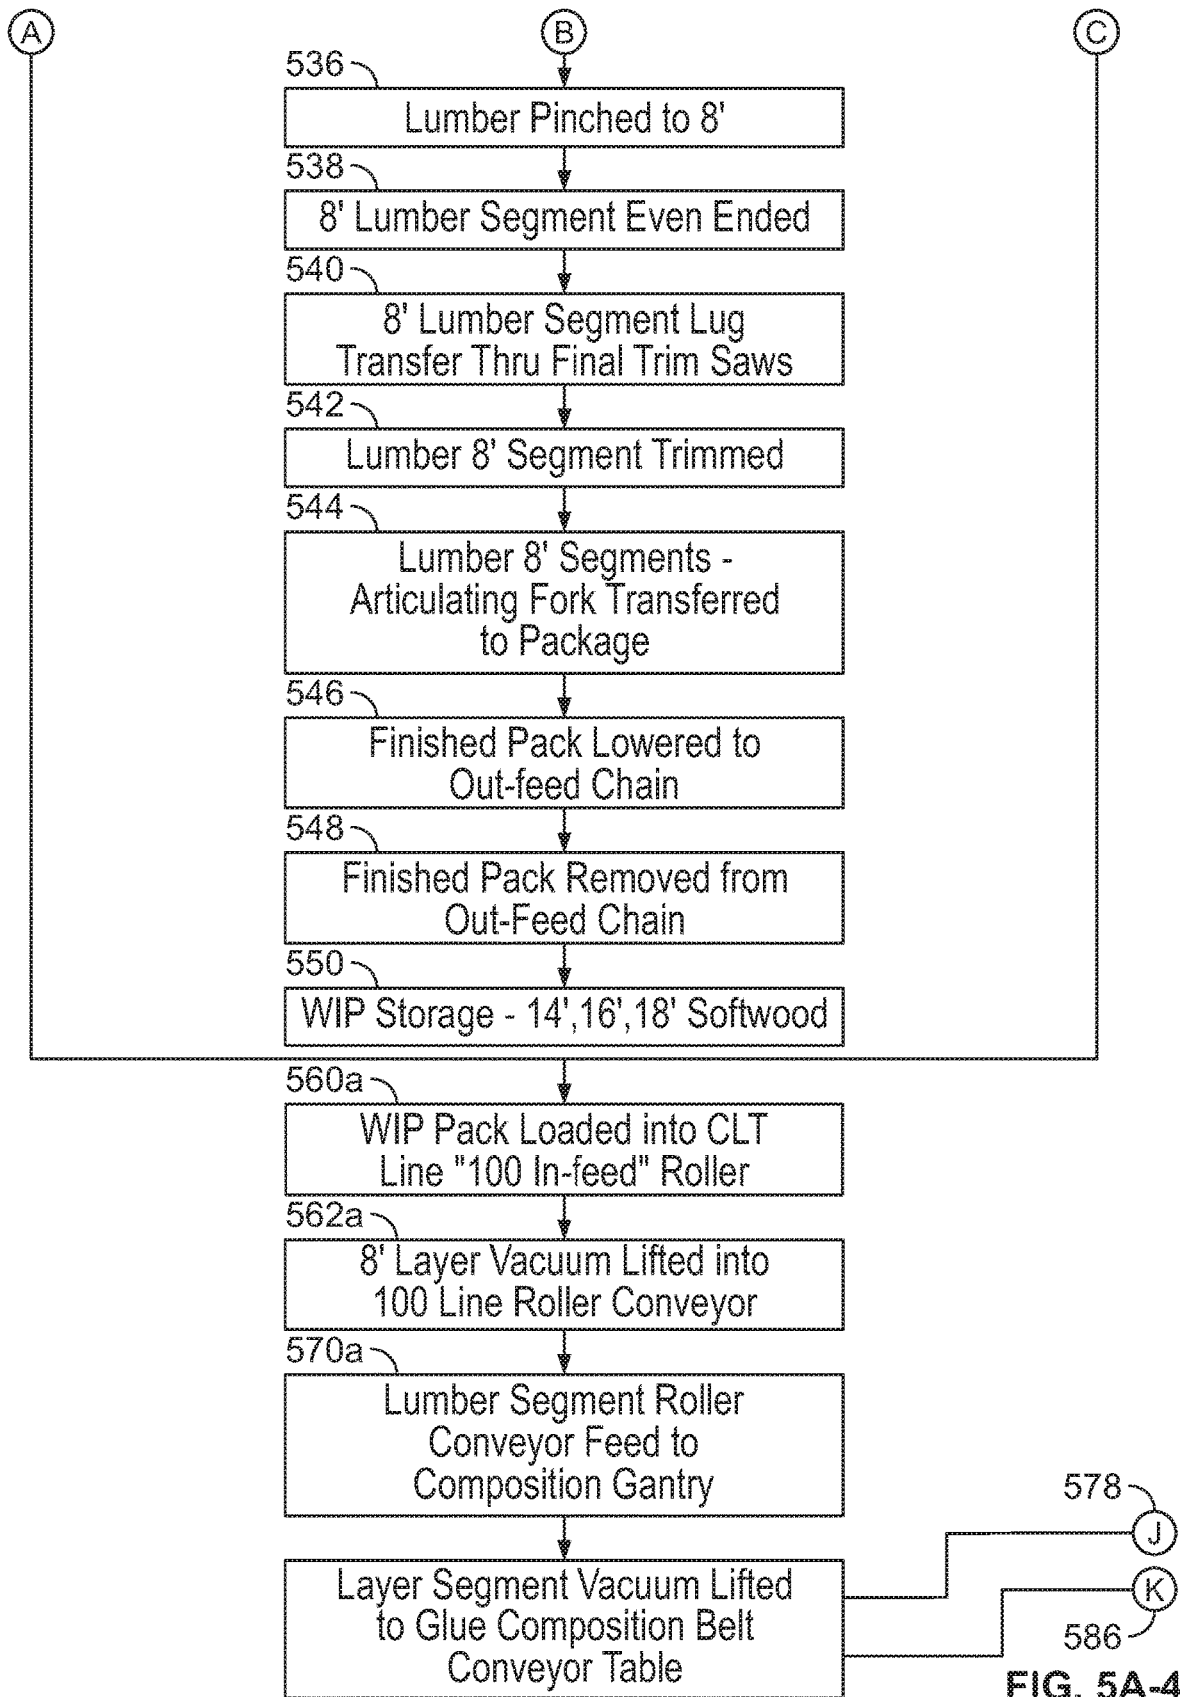 A
B
C
536
Lumber Pinched to 8'
538
8' Lumber Segment Even Ended
540
8' Lumber Segment Lug
Transfer Thru Final Trim Saws
542
Lumber 8' Segment Trimmed
544
Lumber 8' Segments -
Articulating Fork Transferred
to Package
546
Finished Pack Lowered to
Out-feed Chain
548
Finished Pack Removed from
Out-Feed Chain
550
WIP Storage - 14',16',18' Softwood
560a
WIP Pack Loaded into CLT
Line "100 In-feed" Roller
562a
8' Layer Vacuum Lifted into
100 Line Roller Conveyor
570a
Lumber Segment Roller
Conveyor Feed to
Composition Gantry
578
J
Layer Segment Vacuum Lifted
to Glue Composition Belt
Conveyor Table
K
586
FIG. 5A-4